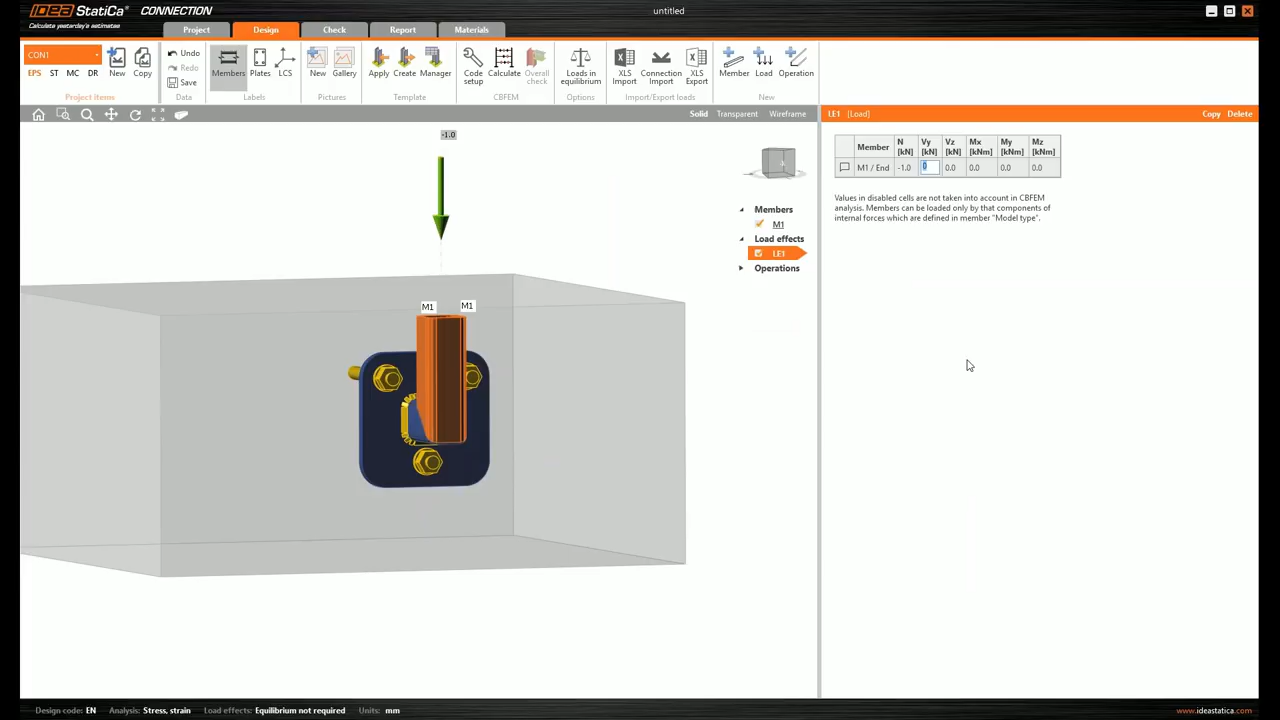 IDEA StatiCa® CONNECTION
Calculate yesterday's estimates
untitled
Project Design Check Report Materials
CON1
EPS ST MC DR
New Copy
Project items
Undo
Redo
Save
Data
Members Plates LCS
Labels
New Gallery
Pictures
Apply Create Manager
Template
Code setup Calculate Overall check
CBFEM
Loads in equilibrium
Options
XLS Import Connection Import XLS Export
Import/Export loads
Member Load Operation
New
Solid Transparent Wireframe
LE1 [Load] Copy Delete
-1.0
Member N [kN] Vy [kN] Vz [kN] Mx [kNm] My [kNm] Mz [kNm]
M1 / End -1.0 0 0.0 0.0 0.0 0.0
Values in disabled cells are not taken into account in CBFEM
analysis. Members can be loaded only by that components of
internal forces which are defined in member "Model type".
Members
M1
Load effects
LE1
Operations
M1 M1
Design code: EN Analysis: Stress, strain Load effects: Equilibrium not required Units: mm
www.ideastatica.com